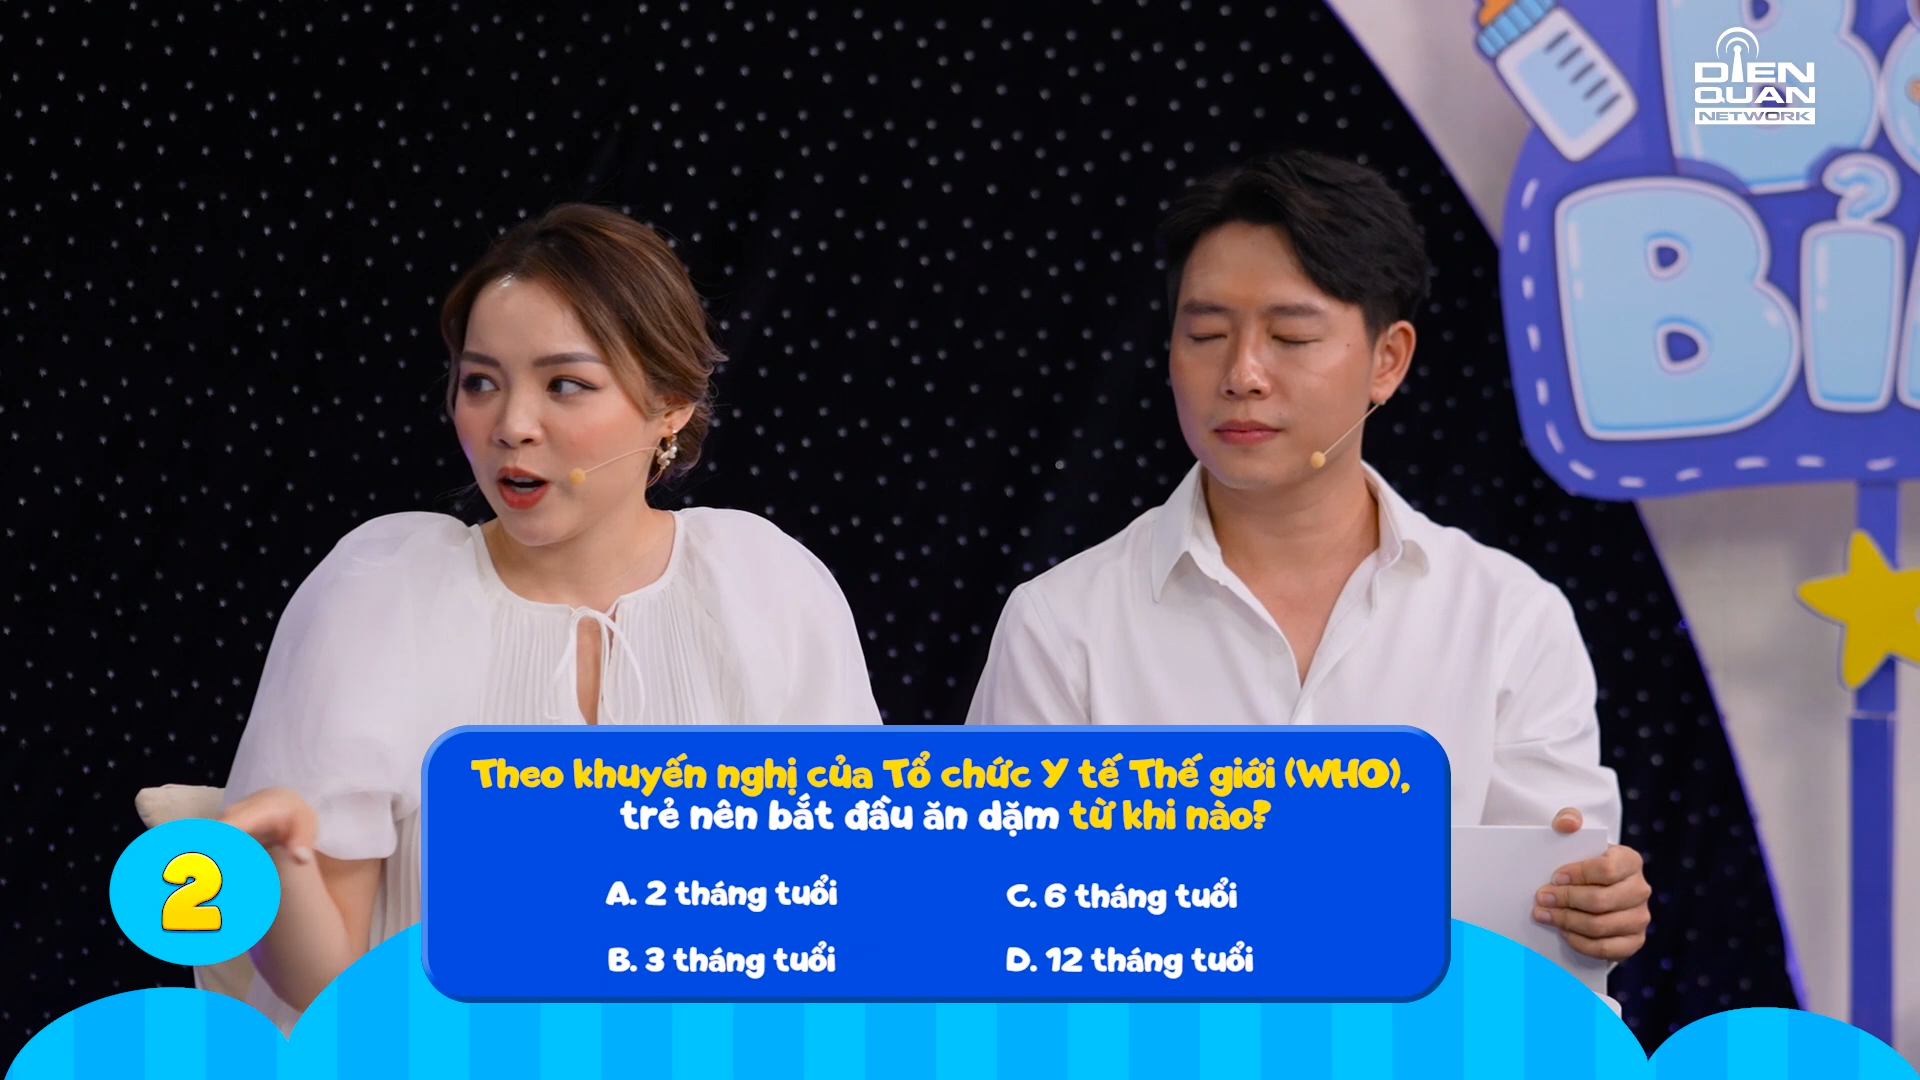 DIEN
QUAN
NETWORK
BỈ
Theo khuyến nghị của Tổ chức Y tế Thế giới (WHO),
trẻ nên bắt đầu ăn dặm từ khi nào?
A. 2 tháng tuổi
C. 6 tháng tuổi
B. 3 tháng tuổi
D. 12 tháng tuổi
2